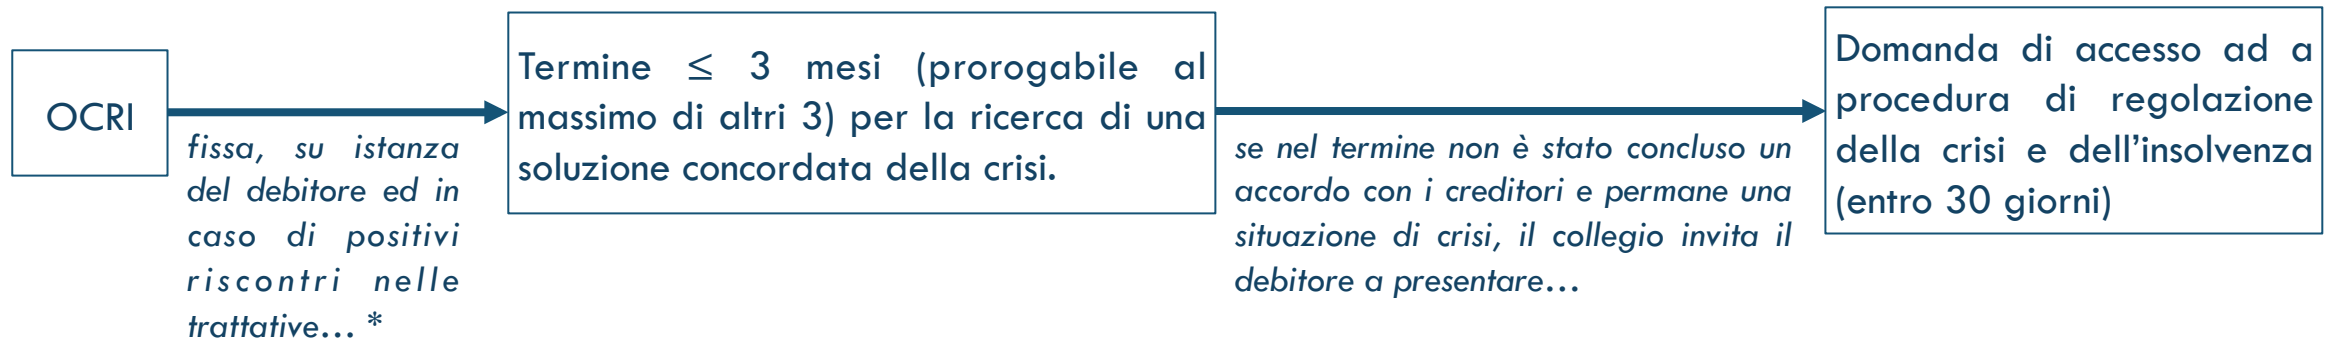 OCRI
fissa, su istanza
del debitore ed in
caso di positivi
riscontri nelle
trattative… *
Termine ≤ 3 mesi (prorogabile al
massimo di altri 3) per la ricerca di una
soluzione concordata della crisi.
se nel termine non è stato concluso un
accordo con i creditori e permane una
situazione di crisi, il collegio invita il
debitore a presentare…
Domanda di accesso ad a
procedura di regolazione
della crisi e dell’insolvenza
(entro 30 giorni)